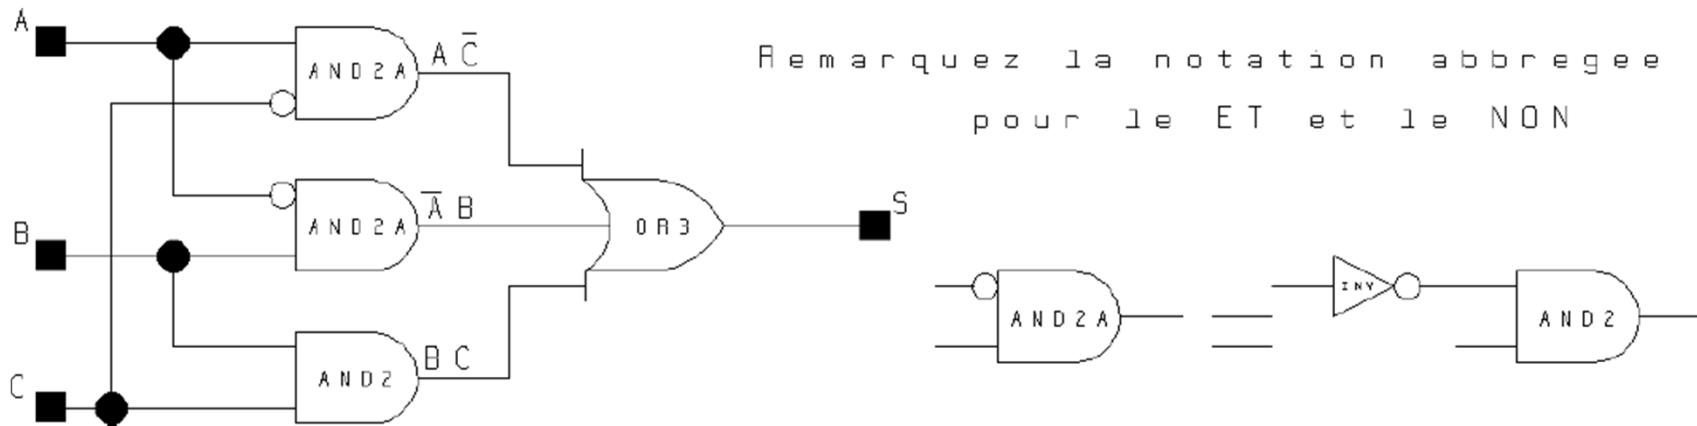 A
AND2A
A C̅
Remarquez la notation abbregee
pour le ET et le NON
B
AND2A
A̅ B
OR3
S
C
AND2
B C
AND2A
INV
AND2